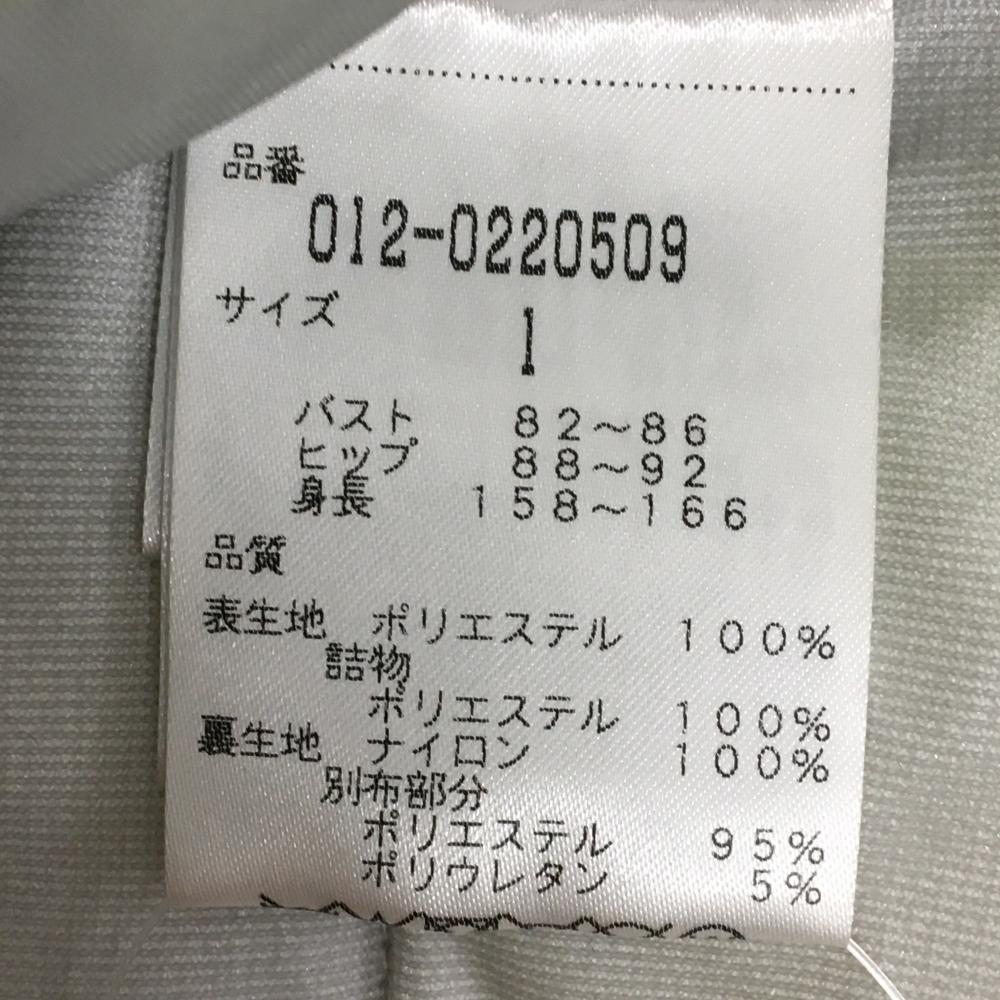 品番
012-0220509
サイズ
1
バスト 82～86
ヒップ 88～92
身長 158～166
品質
表生地 ポリエステル 100%
詰物
ポリエステル 100%
裏生地 ナイロン 100%
別布部分
ポリエステル 95%
ポリウレタン 5%